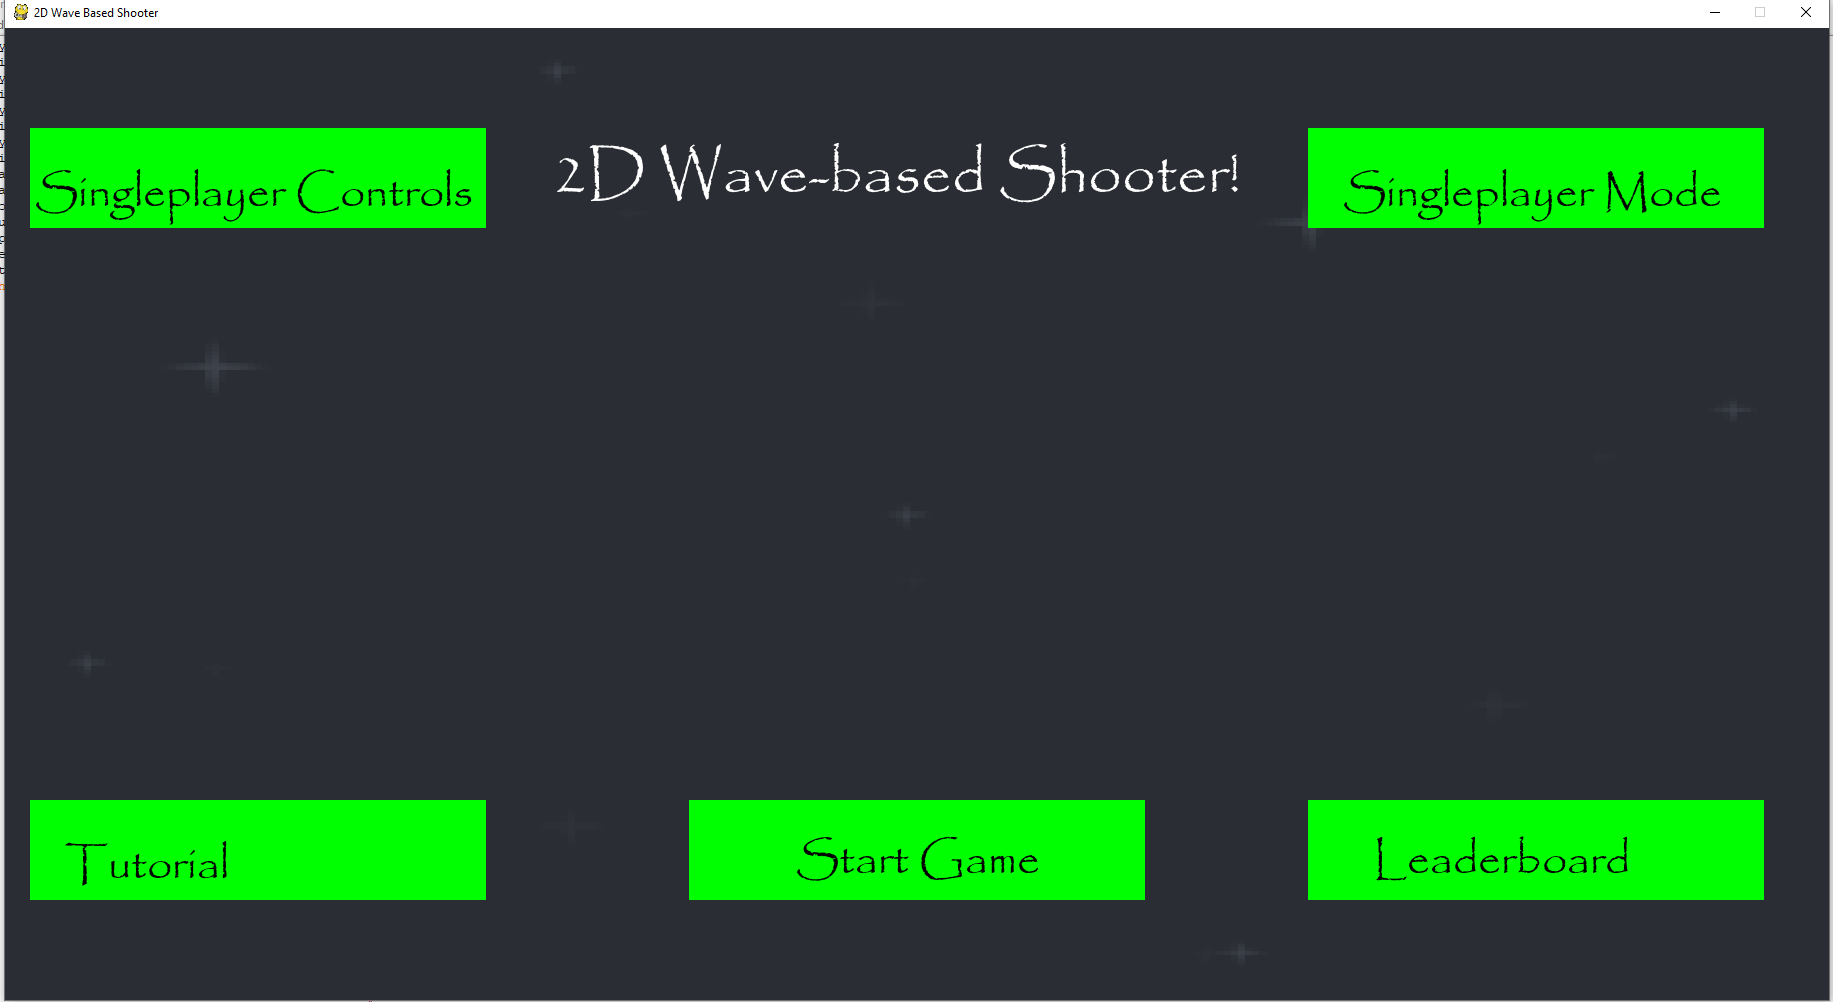 2D Wave Based Shooter
Singleplayer Controls
2D Wave-based Shooter!
Singleplayer Mode
Tutorial
Start Game
Leaderboard